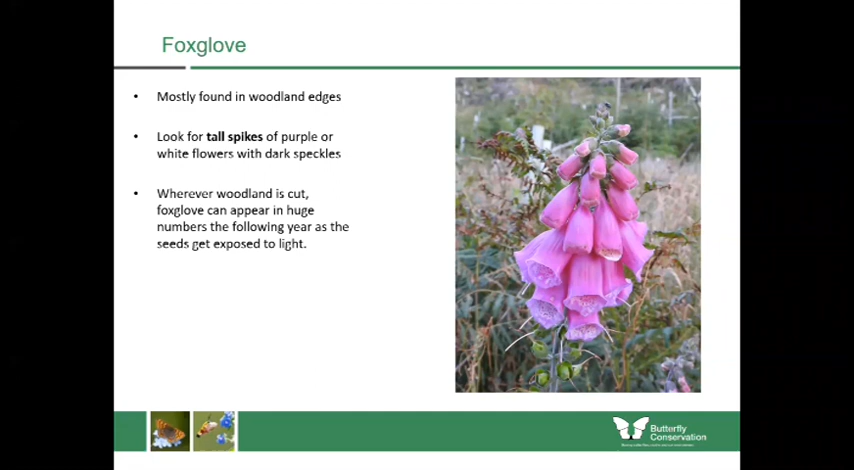 Foxglove
• Mostly found in woodland edges
• Look for tall spikes of purple or
white flowers with dark speckles
• Wherever woodland is cut,
foxglove can appear in huge
numbers the following year as the
seeds get exposed to light.
Butterfly
Conservation